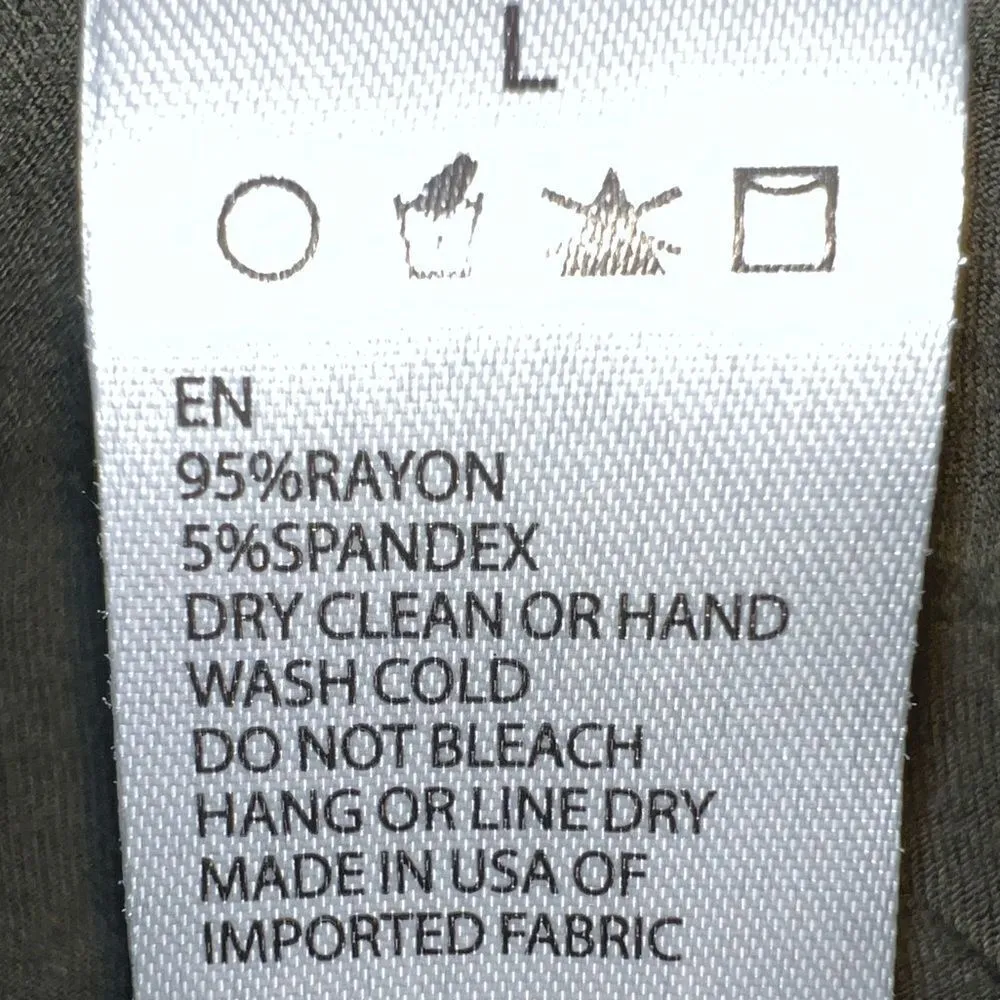 L
EN
95%RAYON
5%SPANDEX
DRY CLEAN OR HAND
WASH COLD
DO NOT BLEACH
HANG OR LINE DRY
MADE IN USA OF
IMPORTED FABRIC